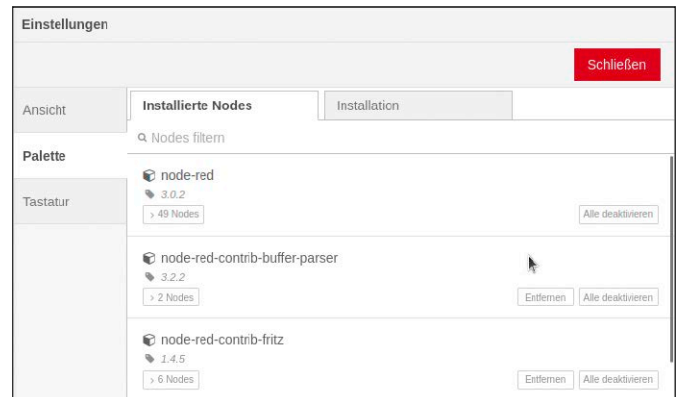 Einstellungen
Schließen
Ansicht
Palette
Tastatur
Installierte Nodes
Installation
Nodes filtern
node-red
3.0.2
› 49 Nodes
Alle deaktivieren
node-red-contrib-buffer-parser
3.2.2
› 2 Nodes
Entfernen
Alle deaktivieren
node-red-contrib-fritz
1.4.5
› 6 Nodes
Entfernen
Alle deaktivieren